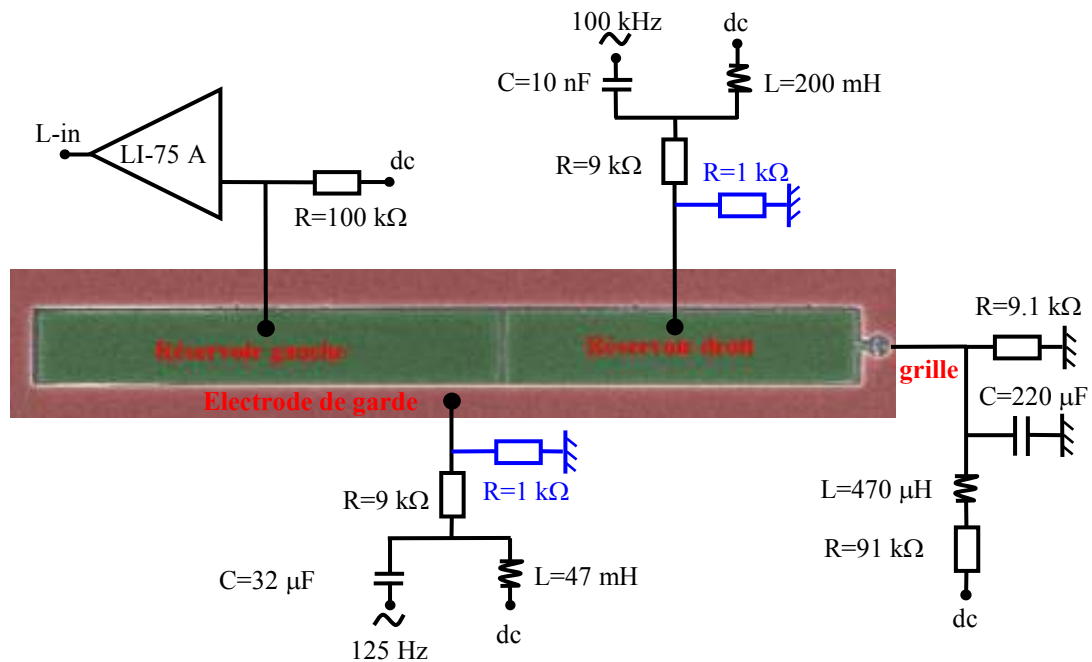 100 kHz
dc
C=10 nF
L=200 mH
L-in
LI-75 A
dc
R=9 kΩ
R=1 kΩ
R=100 kΩ
R=9.1 kΩ
Réservoir gauche
Réservoir droit
grille
Electrode de garde
C=220 μF
R=9 kΩ
R=1 kΩ
L=470 μH
R=91 kΩ
C=32 μF
L=47 mH
dc
125 Hz
dc